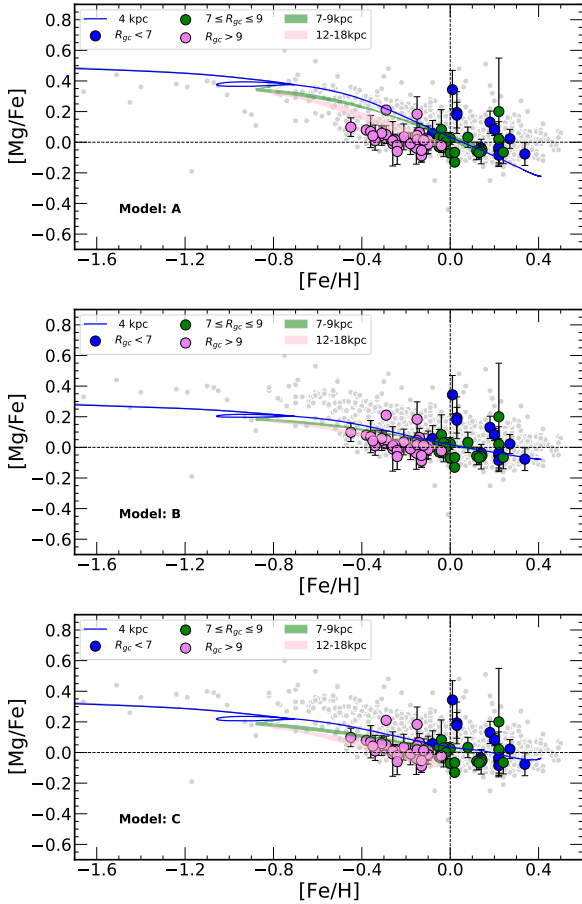 4 kpc 7 ≤ R_gc ≤ 9 7-9kpc
R_gc < 7 R_gc > 9 12-18kpc
0.8
0.6
0.4
0.2
0.0
−0.2
−0.4
−0.6
[Mg/Fe]
Model: A
−1.6 −1.2 −0.8 −0.4 0.0 0.4
[Fe/H]
4 kpc 7 ≤ R_gc ≤ 9 7-9kpc
R_gc < 7 R_gc > 9 12-18kpc
0.8
0.6
0.4
0.2
0.0
−0.2
−0.4
−0.6
[Mg/Fe]
Model: B
−1.6 −1.2 −0.8 −0.4 0.0 0.4
[Fe/H]
4 kpc 7 ≤ R_gc ≤ 9 7-9kpc
R_gc < 7 R_gc > 9 12-18kpc
0.8
0.6
0.4
0.2
0.0
−0.2
−0.4
−0.6
[Mg/Fe]
Model: C
−1.6 −1.2 −0.8 −0.4 0.0 0.4
[Fe/H]